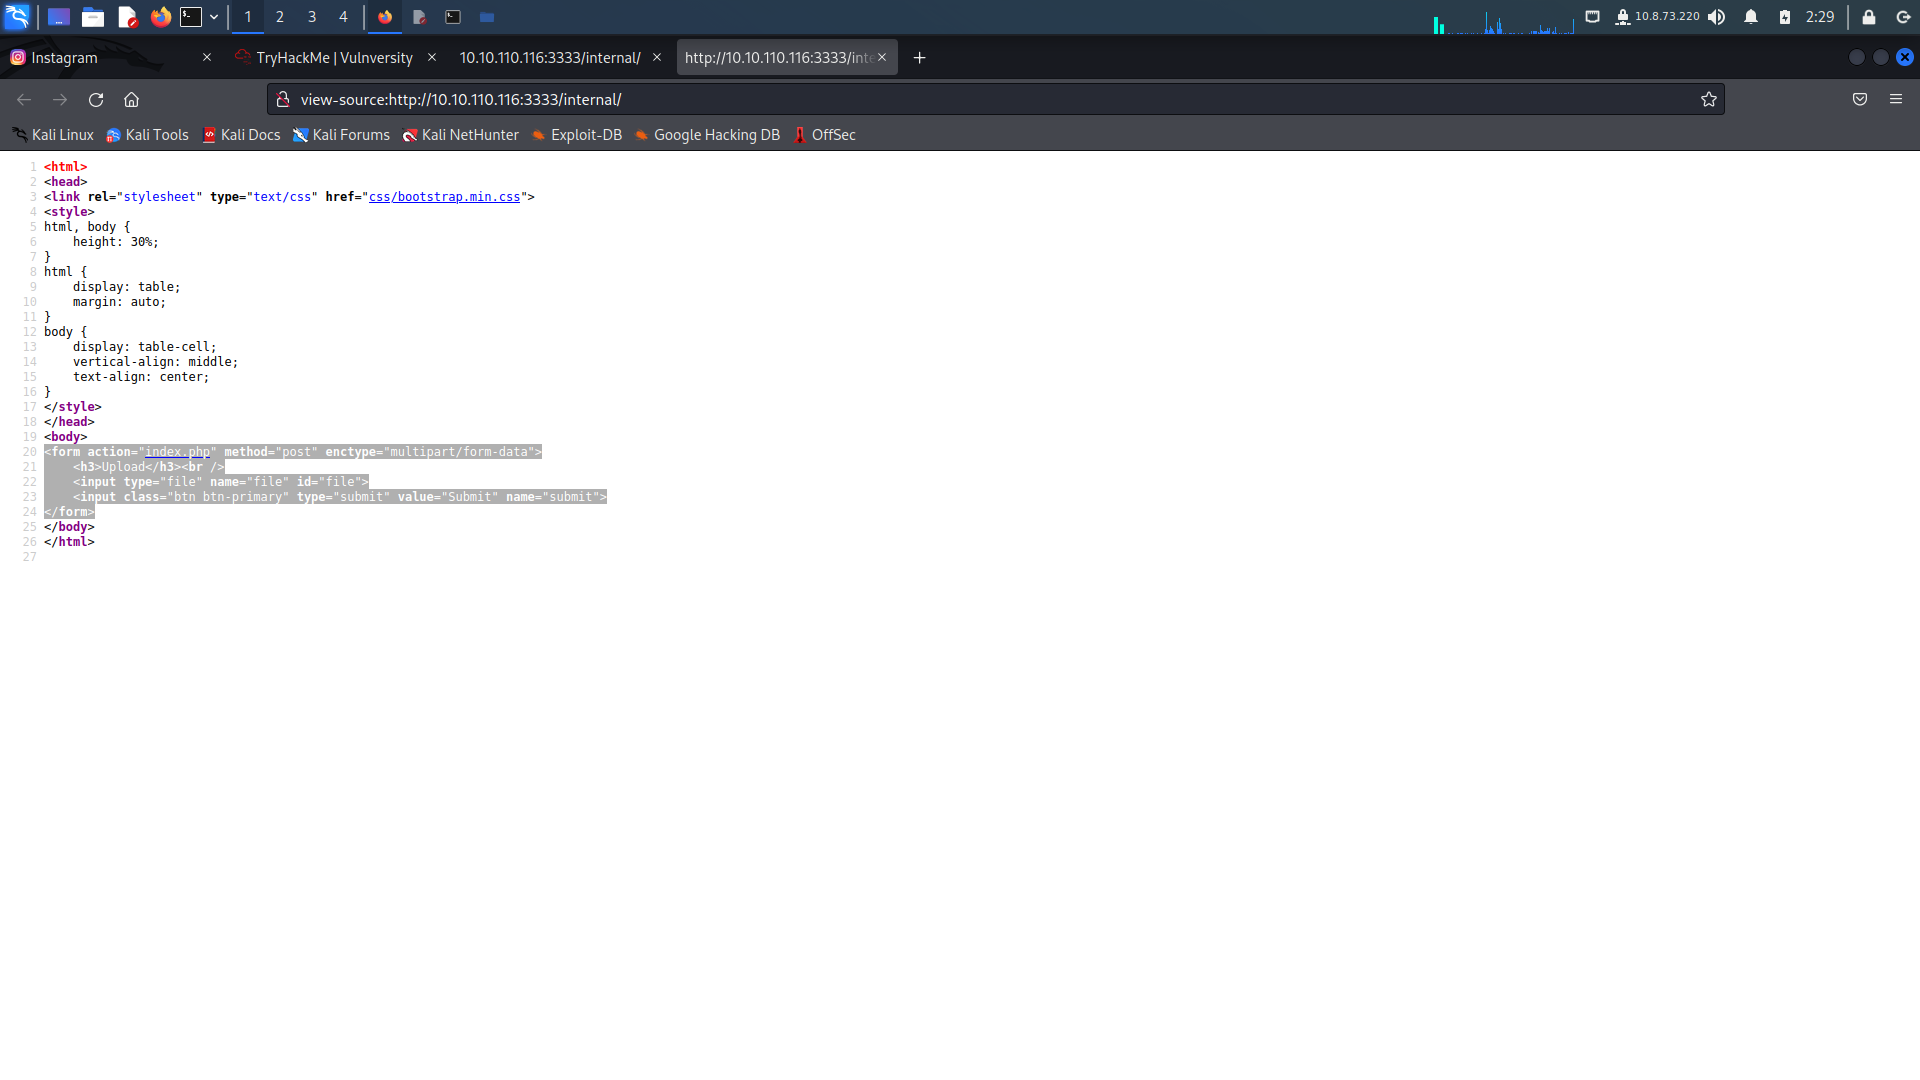 1 2 3 4 10.8.73.220 2:29
Instagram TryHackMe | Vulnversity 10.10.110.116:3333/internal/ http://10.10.110.116:3333/inte
view-source:http://10.10.110.116:3333/internal/
Kali Linux Kali Tools Kali Docs Kali Forums Kali NetHunter Exploit-DB Google Hacking DB OffSec
1 <html>
2 <head>
3 <link rel="stylesheet" type="text/css" href="css/bootstrap.min.css">
4 <style>
5 html, body {
6     height: 30%;
7 }
8 html {
9     display: table;
10     margin: auto;
11 }
12 body {
13     display: table-cell;
14     vertical-align: middle;
15     text-align: center;
16 }
17 </style>
18 </head>
19 <body>
20 <form action="index.php" method="post" enctype="multipart/form-data">
21     <h3>Upload</h3><br />
22     <input type="file" name="file" id="file">
23     <input class="btn btn-primary" type="submit" value="Submit" name="submit">
24 </form>
25 </body>
26 </html>
27